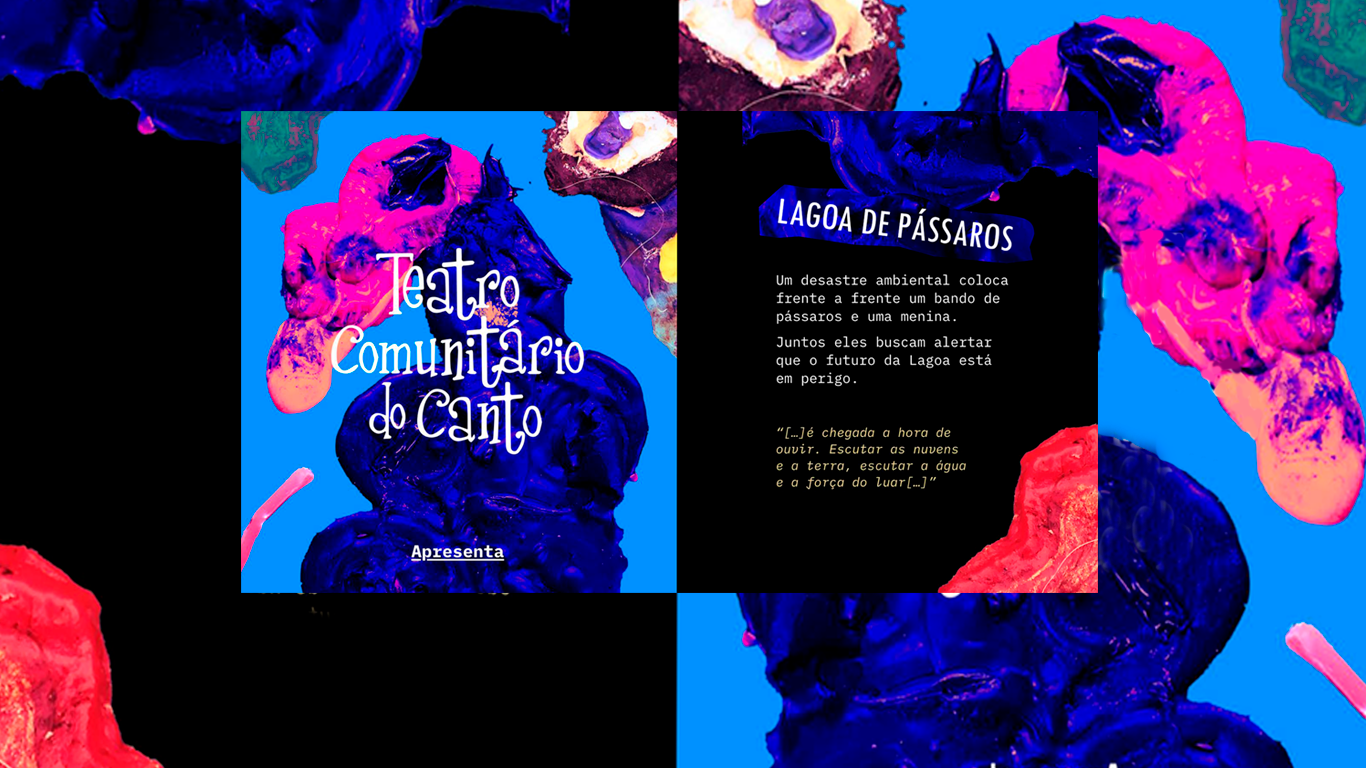 Teatro
Comunitário
do Canto
Apresenta
LAGOA DE PÁSSAROS
Um desastre ambiental coloca
frente a frente um bando de
pássaros e uma menina.
Juntos eles buscam alertar
que o futuro da Lagoa está
em perigo.
“[…]é chegada a hora de
ouvir. Escutar as nuvens
e a terra, escutar a água
e a força do luar[…]”